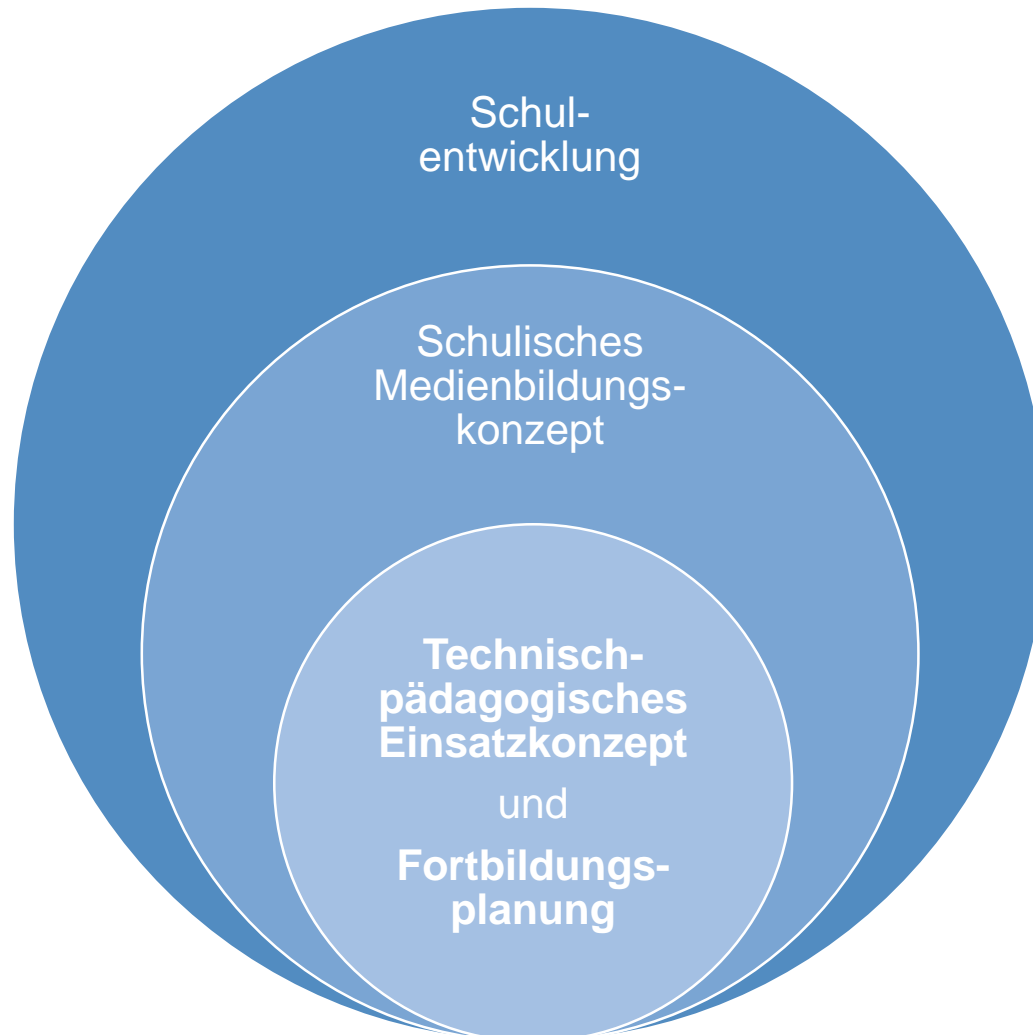 Schul-
entwicklung
Schulisches
Medienbildungs-
konzept
Technisch-
pädagogisches
Einsatzkonzept
und
Fortbildungs-
planung